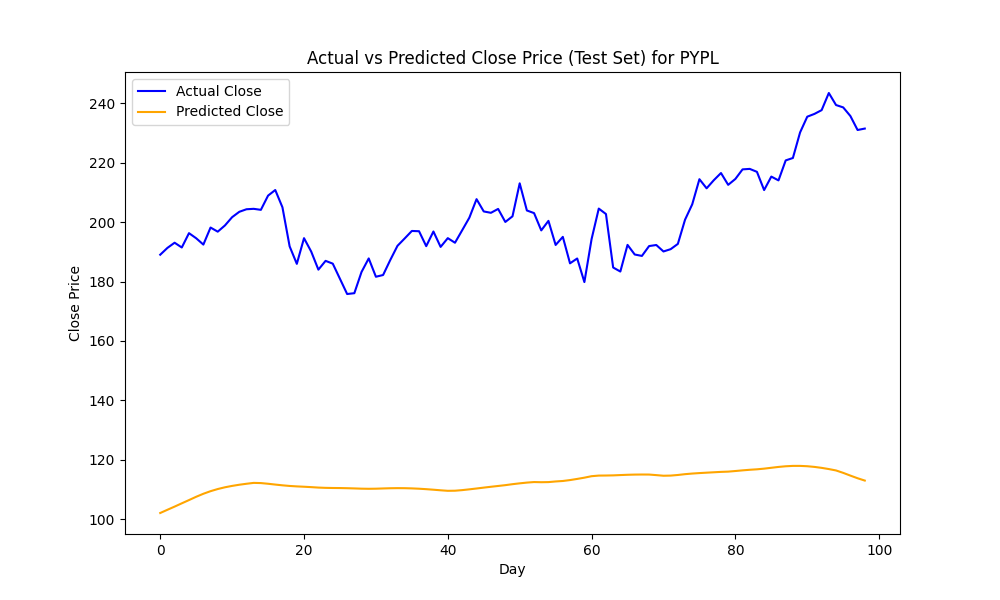 Actual vs Predicted Close Price (Test Set) for PYPL
Actual Close
Predicted Close
240
220
200
180
160
140
120
100
Close Price
0 20 40 60 80 100
Day